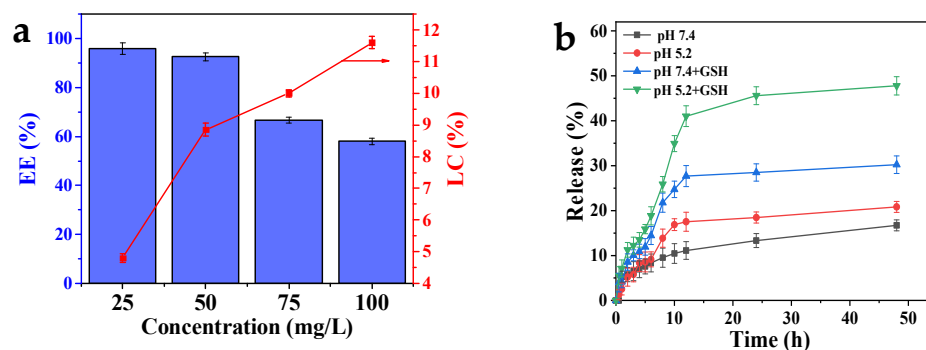 a
EE (%)
100
80
60
40
20
0
12
11
10
9
8
7
6
5
4
LC (%)
25 50 75 100
Concentration (mg/L)
b
Release (%)
60
50
40
30
20
10
0
pH 7.4
pH 5.2
pH 7.4+GSH
pH 5.2+GSH
0 10 20 30 40 50
Time (h)